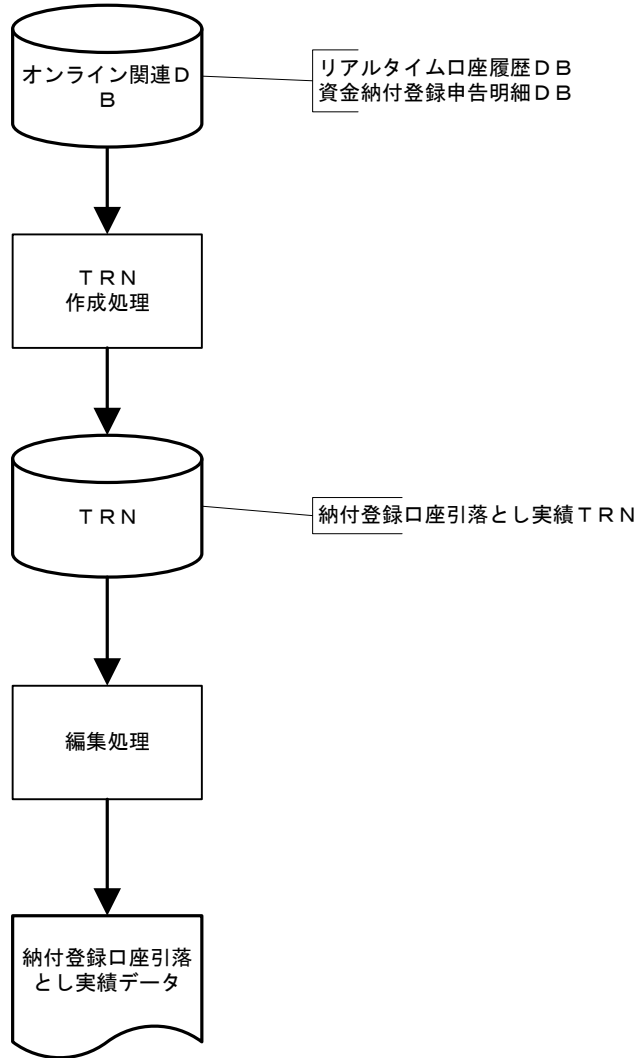 オンライン関連Ｄ
Ｂ
リアルタイム口座履歴ＤＢ
資金納付登録申告明細ＤＢ
ＴＲＮ
作成処理
ＴＲＮ
納付登録口座引落とし実績ＴＲＮ
編集処理
納付登録口座引落
とし実績データ